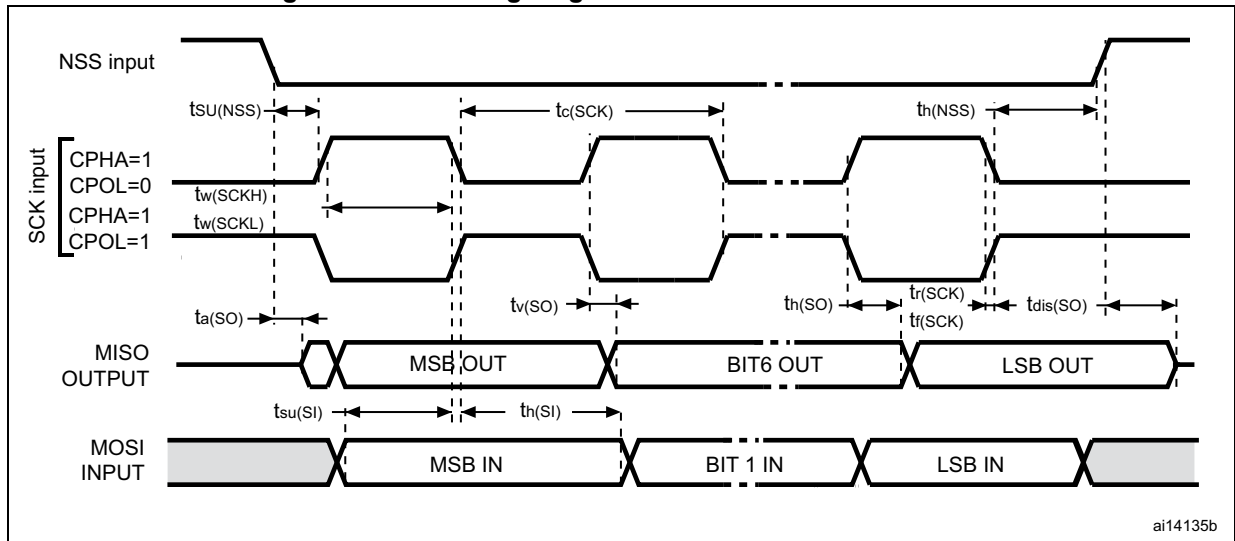 NSS input
tSU(NSS)
tc(SCK)
th(NSS)
SCK input
CPHA=1
CPOL=0
tw(SCKH)
CPHA=1
tw(SCKL)
CPOL=1
ta(SO)
tv(SO)
th(SO)
tr(SCK)
tf(SCK)
tdis(SO)
MISO
OUTPUT
MSB OUT
BIT6 OUT
LSB OUT
tsu(SI)
th(SI)
MOSI
INPUT
MSB IN
BIT 1 IN
LSB IN
ai14135b